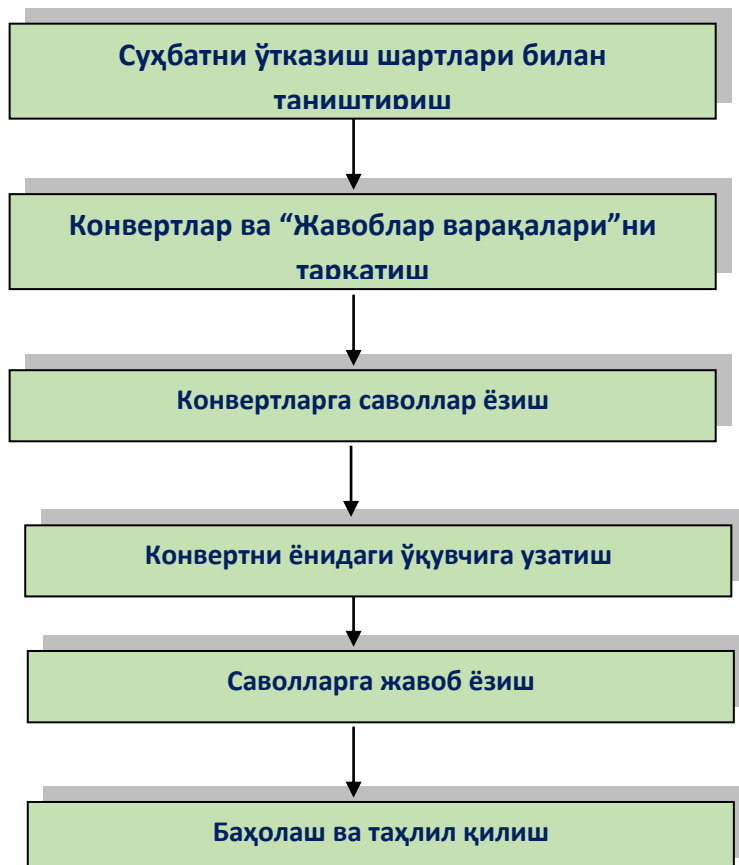 Суҳбатни ўтказиш шартлари билан
таништириш
Конвертлар ва “Жавоблар варақалари”ни
тарқатиш
Конвертларга саволлар ёзиш
Конвертни ёнидаги ўқувчига узатиш
Саволларга жавоб ёзиш
Баҳолаш ва таҳлил қилиш